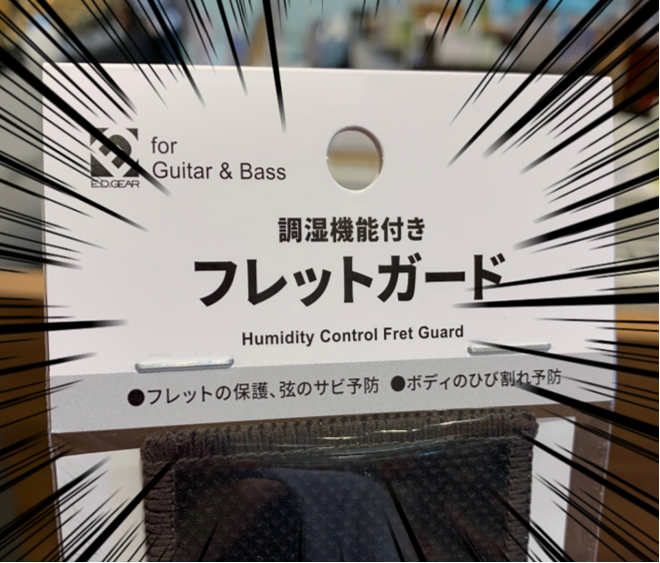 E.D.GEAR
for
Guitar & Bass
調湿機能付き
フレットガード
Humidity Control Fret Guard
●フレットの保護、弦のサビ予防 ●ボディのひび割れ予防